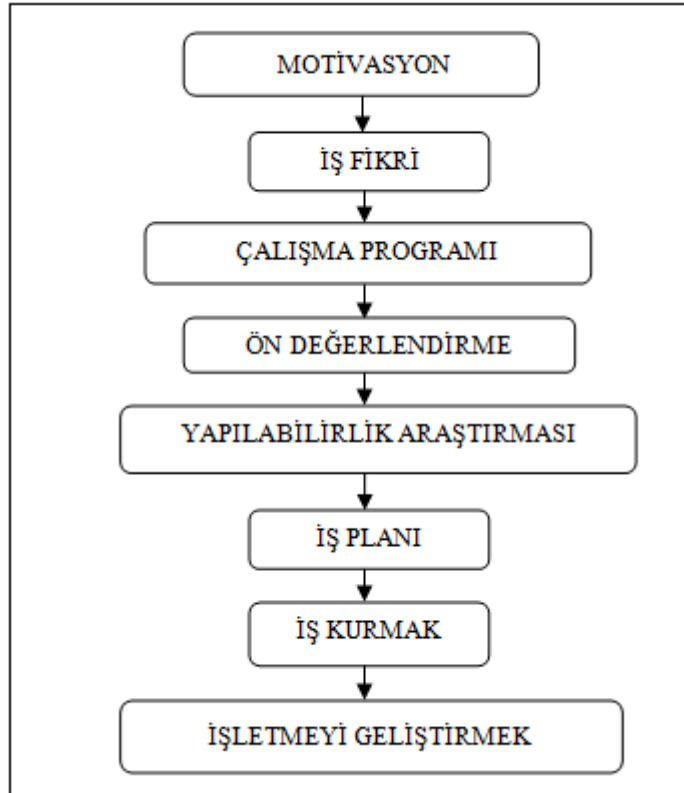 MOTİVASYON
İŞ FİKRİ
ÇALIŞMA PROGRAMI
ÖN DEĞERLENDİRME
YAPILABİLİRLİK ARAŞTIRMASI
İŞ PLANI
İŞ KURMAK
İŞLETMEYİ GELİŞTİRMEK